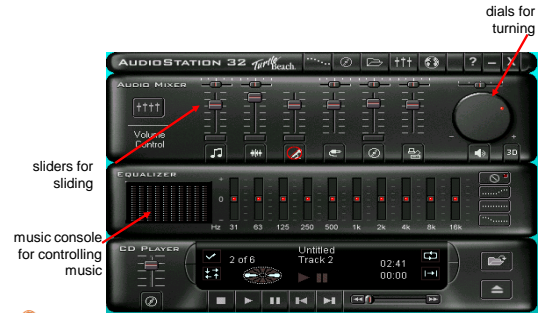 dials for
turning
AUDIOSTATION 32 Turtle Beach ? – X
AUDIO MIXER
Volume
Control
- +
3D
sliders for
sliding
EQUALIZER
+
0
-
Hz 31 63 125 250 500 1k 2k 4k 8k 16k
music console
for controlling
music
CD PLAYER
2 of 6
Untitled
Track 2
02:41
00:00